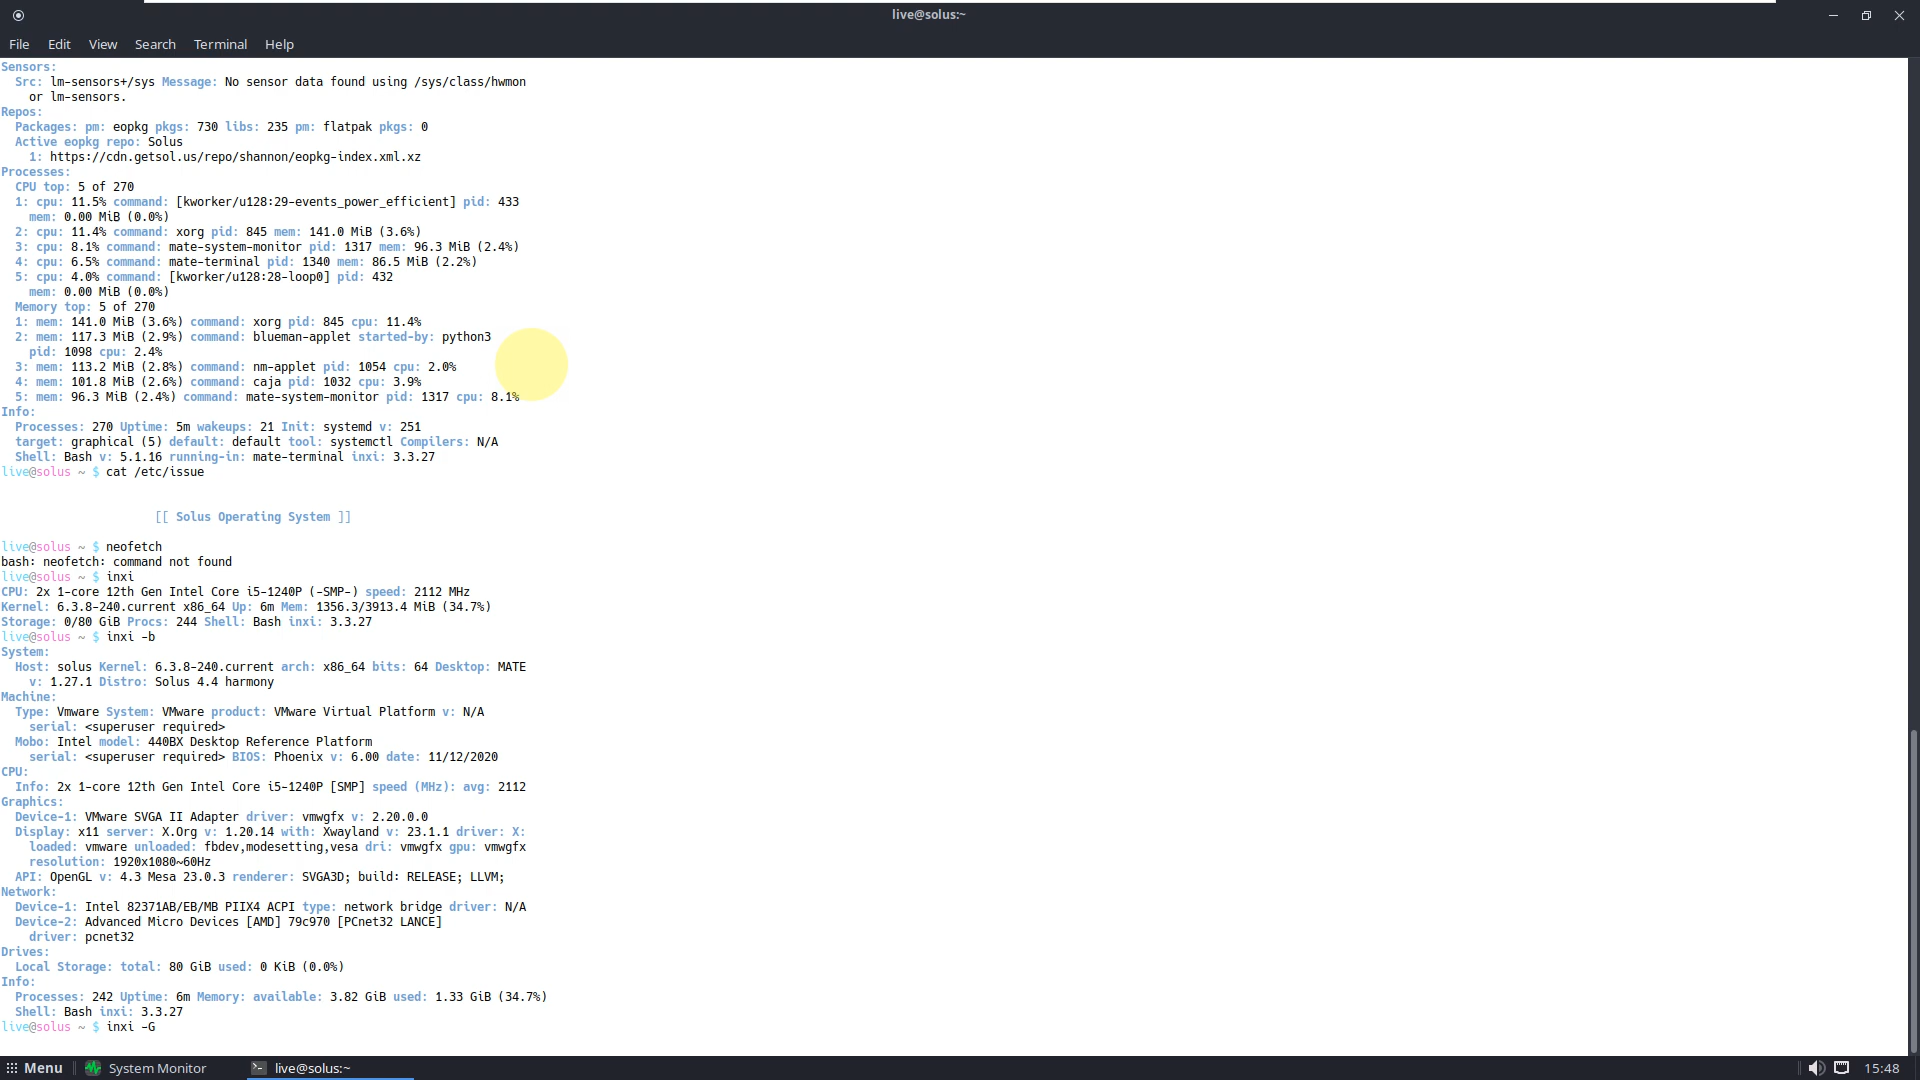 live@solus:~
File Edit View Search Terminal Help
Sensors:
Src: lm-sensors+/sys Message: No sensor data found using /sys/class/hwmon
or lm-sensors.
Repos:
Packages: pm: eopkg pkgs: 730 libs: 235 pm: flatpak pkgs: 0
Active eopkg repo: Solus
1: https://cdn.getsol.us/repo/shannon/eopkg-index.xml.xz
Processes:
CPU top: 5 of 270
1: cpu: 11.5% command: [kworker/u128:29-events_power_efficient] pid: 433
mem: 0.00 MiB (0.0%)
2: cpu: 11.4% command: xorg pid: 845 mem: 141.0 MiB (3.6%)
3: cpu: 8.1% command: mate-system-monitor pid: 1317 mem: 96.3 MiB (2.4%)
4: cpu: 6.5% command: mate-terminal pid: 1340 mem: 86.5 MiB (2.2%)
5: cpu: 4.0% command: [kworker/u128:28-loop0] pid: 432
mem: 0.00 MiB (0.0%)
Memory top: 5 of 270
1: mem: 141.0 MiB (3.6%) command: xorg pid: 845 cpu: 11.4%
2: mem: 117.3 MiB (2.9%) command: blueman-applet started-by: python3
pid: 1098 cpu: 2.4%
3: mem: 113.2 MiB (2.8%) command: nm-applet pid: 1054 cpu: 2.0%
4: mem: 101.8 MiB (2.6%) command: caja pid: 1032 cpu: 3.9%
5: mem: 96.3 MiB (2.4%) command: mate-system-monitor pid: 1317 cpu: 8.1%
Info:
Processes: 270 Uptime: 5m wakeups: 21 Init: systemd v: 251
target: graphical (5) default: default tool: systemctl Compilers: N/A
Shell: Bash v: 5.1.16 running-in: mate-terminal inxi: 3.3.27
live@solus ~ $ cat /etc/issue
[[ Solus Operating System ]]
live@solus ~ $ neofetch
bash: neofetch: command not found
live@solus ~ $ inxi
CPU: 2x 1-core 12th Gen Intel Core i5-1240P (-SMP-) speed: 2112 MHz
Kernel: 6.3.8-240.current x86_64 Up: 6m Mem: 1356.3/3913.4 MiB (34.7%)
Storage: 0/80 GiB Procs: 244 Shell: Bash inxi: 3.3.27
live@solus ~ $ inxi -b
System:
Host: solus Kernel: 6.3.8-240.current arch: x86_64 bits: 64 Desktop: MATE
v: 1.27.1 Distro: Solus 4.4 harmony
Machine:
Type: Vmware System: VMware product: VMware Virtual Platform v: N/A
serial: <superuser required>
Mobo: Intel model: 440BX Desktop Reference Platform
serial: <superuser required> BIOS: Phoenix v: 6.00 date: 11/12/2020
CPU:
Info: 2x 1-core 12th Gen Intel Core i5-1240P [SMP] speed (MHz): avg: 2112
Graphics:
Device-1: VMware SVGA II Adapter driver: vmwgfx v: 2.20.0.0
Display: x11 server: X.Org v: 1.20.14 with: Xwayland v: 23.1.1 driver: X:
loaded: vmware unloaded: fbdev,modesetting,vesa dri: vmwgfx gpu: vmwgfx
resolution: 1920x1080~60Hz
API: OpenGL v: 4.3 Mesa 23.0.3 renderer: SVGA3D; build: RELEASE; LLVM;
Network:
Device-1: Intel 82371AB/EB/MB PIIX4 ACPI type: network bridge driver: N/A
Device-2: Advanced Micro Devices [AMD] 79c970 [PCnet32 LANCE]
driver: pcnet32
Drives:
Local Storage: total: 80 GiB used: 0 KiB (0.0%)
Info:
Processes: 242 Uptime: 6m Memory: available: 3.82 GiB used: 1.33 GiB (34.7%)
Shell: Bash inxi: 3.3.27
live@solus ~ $ inxi -G
Menu System Monitor live@solus:~ 15:48